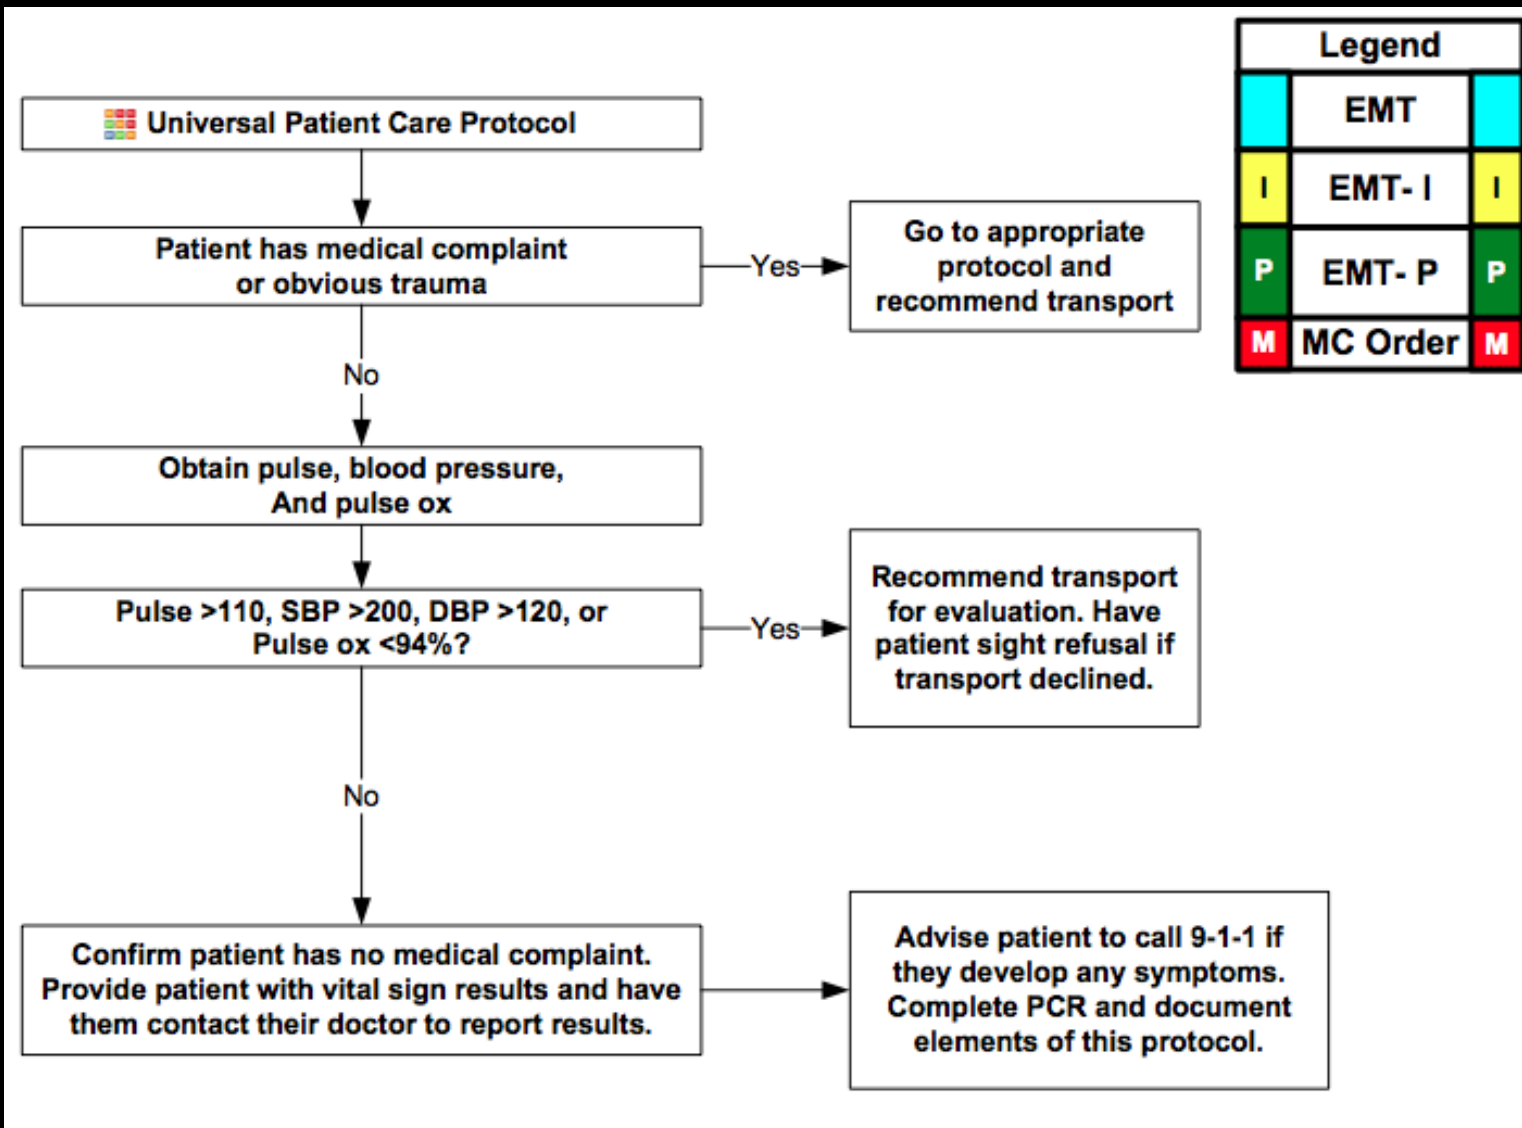 Universal Patient Care Protocol
Patient has medical complaint
or obvious trauma
Yes
Go to appropriate
protocol and
recommend transport
No
Obtain pulse, blood pressure,
And pulse ox
Pulse >110, SBP >200, DBP >120, or
Pulse ox <94%?
Yes
Recommend transport
for evaluation. Have
patient sight refusal if
transport declined.
No
Confirm patient has no medical complaint.
Provide patient with vital sign results and have
them contact their doctor to report results.
Advise patient to call 9-1-1 if
they develop any symptoms.
Complete PCR and document
elements of this protocol.
Legend
EMT
I EMT- I I
P EMT- P P
M MC Order M